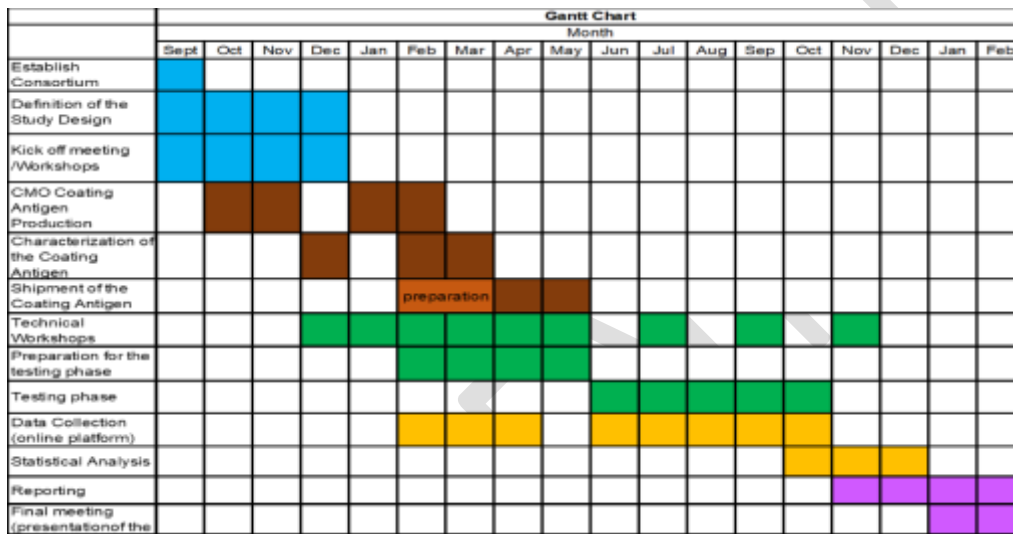 Gantt Chart
Month
Sept Oct Nov Dec Jan Feb Mar Apr May Jun Jul Aug Sep Oct Nov Dec Jan Feb
Establish
Consortium
Definition of the
Study Design
Kick off meeting
/Workshops
CMO Coating
Antigen
Production
Characterization of
the Coating
Antigen
Shipment of the
Coating Antigen
preparation
Technical
Workshops
Preparation for the
testing phase
Testing phase
Data Collection
(online platform)
Statistical Analysis
Reporting
Final meeting
(presentationof the